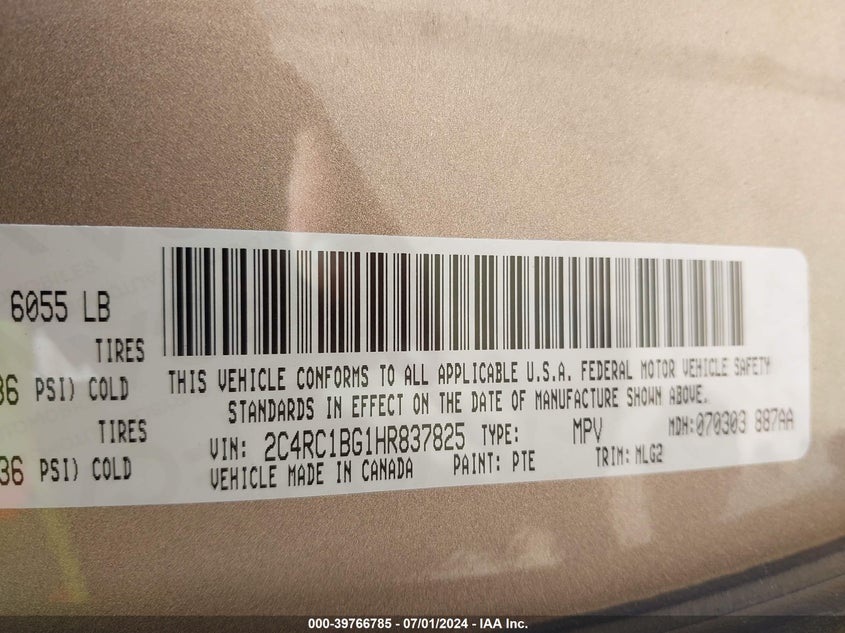 6055 LB
TIRES
36 PSI) COLD
TIRES
36 PSI) COLD
THIS VEHICLE CONFORMS TO ALL APPLICABLE U.S.A. FEDERAL MOTOR VEHICLE SAFETY
STANDARDS IN EFFECT ON THE DATE OF MANUFACTURE SHOWN ABOVE.
VIN: 2C4RC1BG1HR837825 TYPE: MPV MDH: 070303 887AA
VEHICLE MADE IN CANADA PAINT: PTE TRIM: MLG2
000-39766785 - 07/01/2024 - IAA Inc.